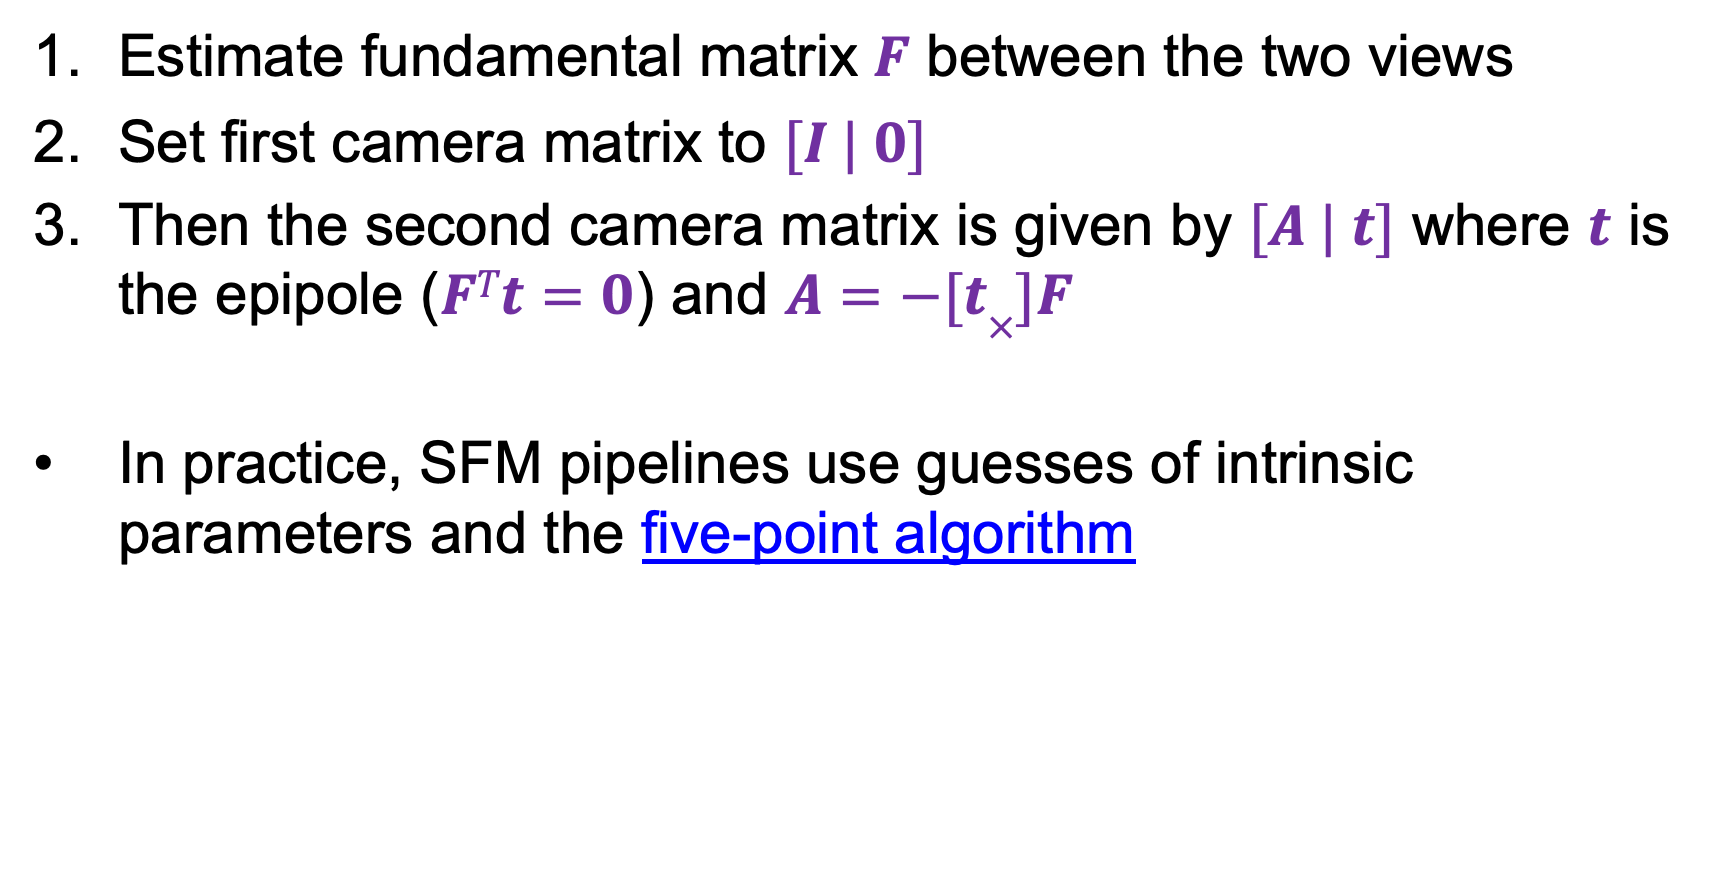 1. Estimate fundamental matrix F between the two views
2. Set first camera matrix to [I | 0]
3. Then the second camera matrix is given by [A | t] where t is
the epipole (Fᵀt = 0) and A = −[t×]F
• In practice, SFM pipelines use guesses of intrinsic
parameters and the five-point algorithm